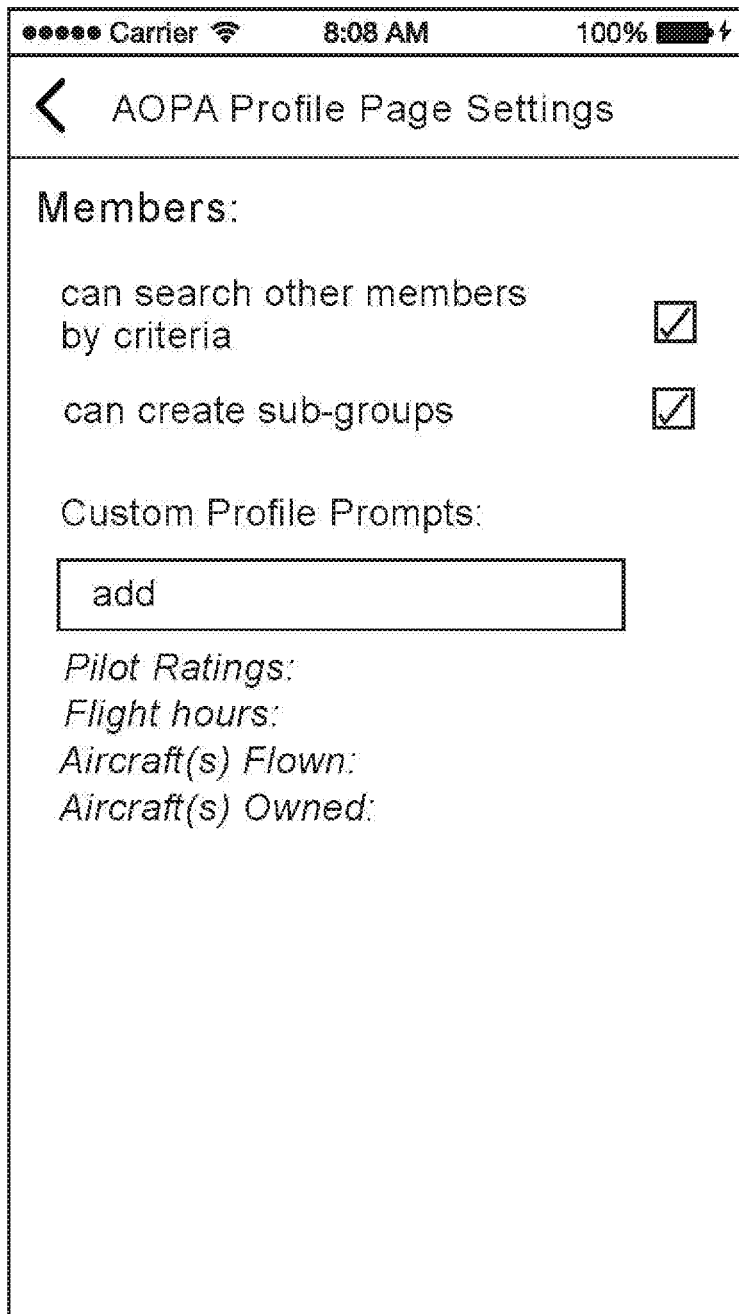 Carrier 8:08 AM 100%
AOPA Profile Page Settings
Members:
can search other members
by criteria
can create sub-groups
Custom Profile Prompts:
add
Pilot Ratings:
Flight hours:
Aircraft(s) Flown:
Aircraft(s) Owned: